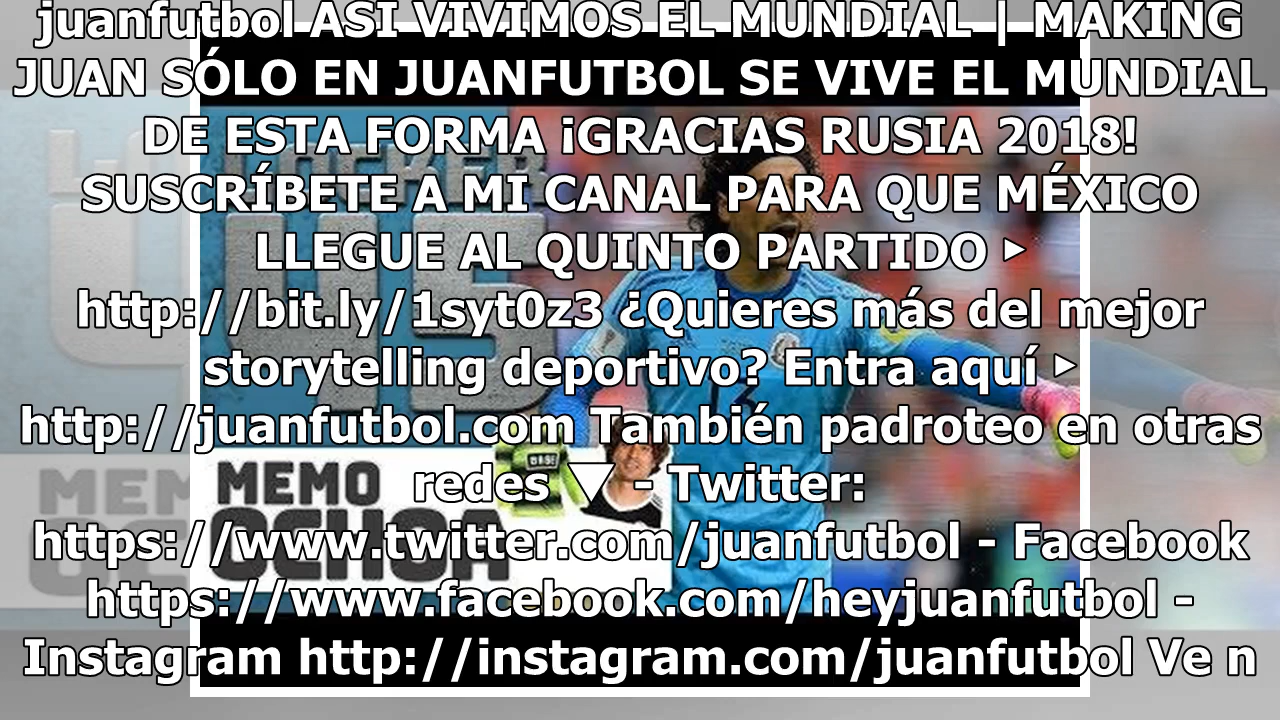 juanfutbol ASÍ VIVIMOS EL MUNDIAL | MAKING
JUAN SÓLO EN JUANFUTBOL SE VIVE EL MUNDIAL
DE ESTA FORMA ¡GRACIAS RUSIA 2018!
SUSCRÍBETE A MI CANAL PARA QUE MÉXICO
LLEGUE AL QUINTO PARTIDO ▸
http://bit.ly/1syt0z3 ¿Quieres más del mejor
storytelling deportivo? Entra aquí ▸
http://juanfutbol.com También padroteo en otras
redes ▼ - Twitter:
https://www.twitter.com/juanfutbol - Facebook
https://www.facebook.com/heyjuanfutbol -
Instagram http://instagram.com/juanfutbol Ve n
LOCKER
MEMO
OCHOA
13